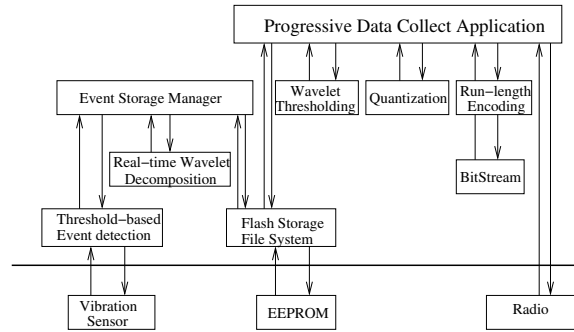 Progressive Data Collect Application
Wavelet
Thresholding
Quantization
Run-length
Encoding
Event Storage Manager
Real-time Wavelet
Decomposition
BitStream
Threshold-based
Event detection
Flash Storage
File System
Vibration
Sensor
EEPROM
Radio